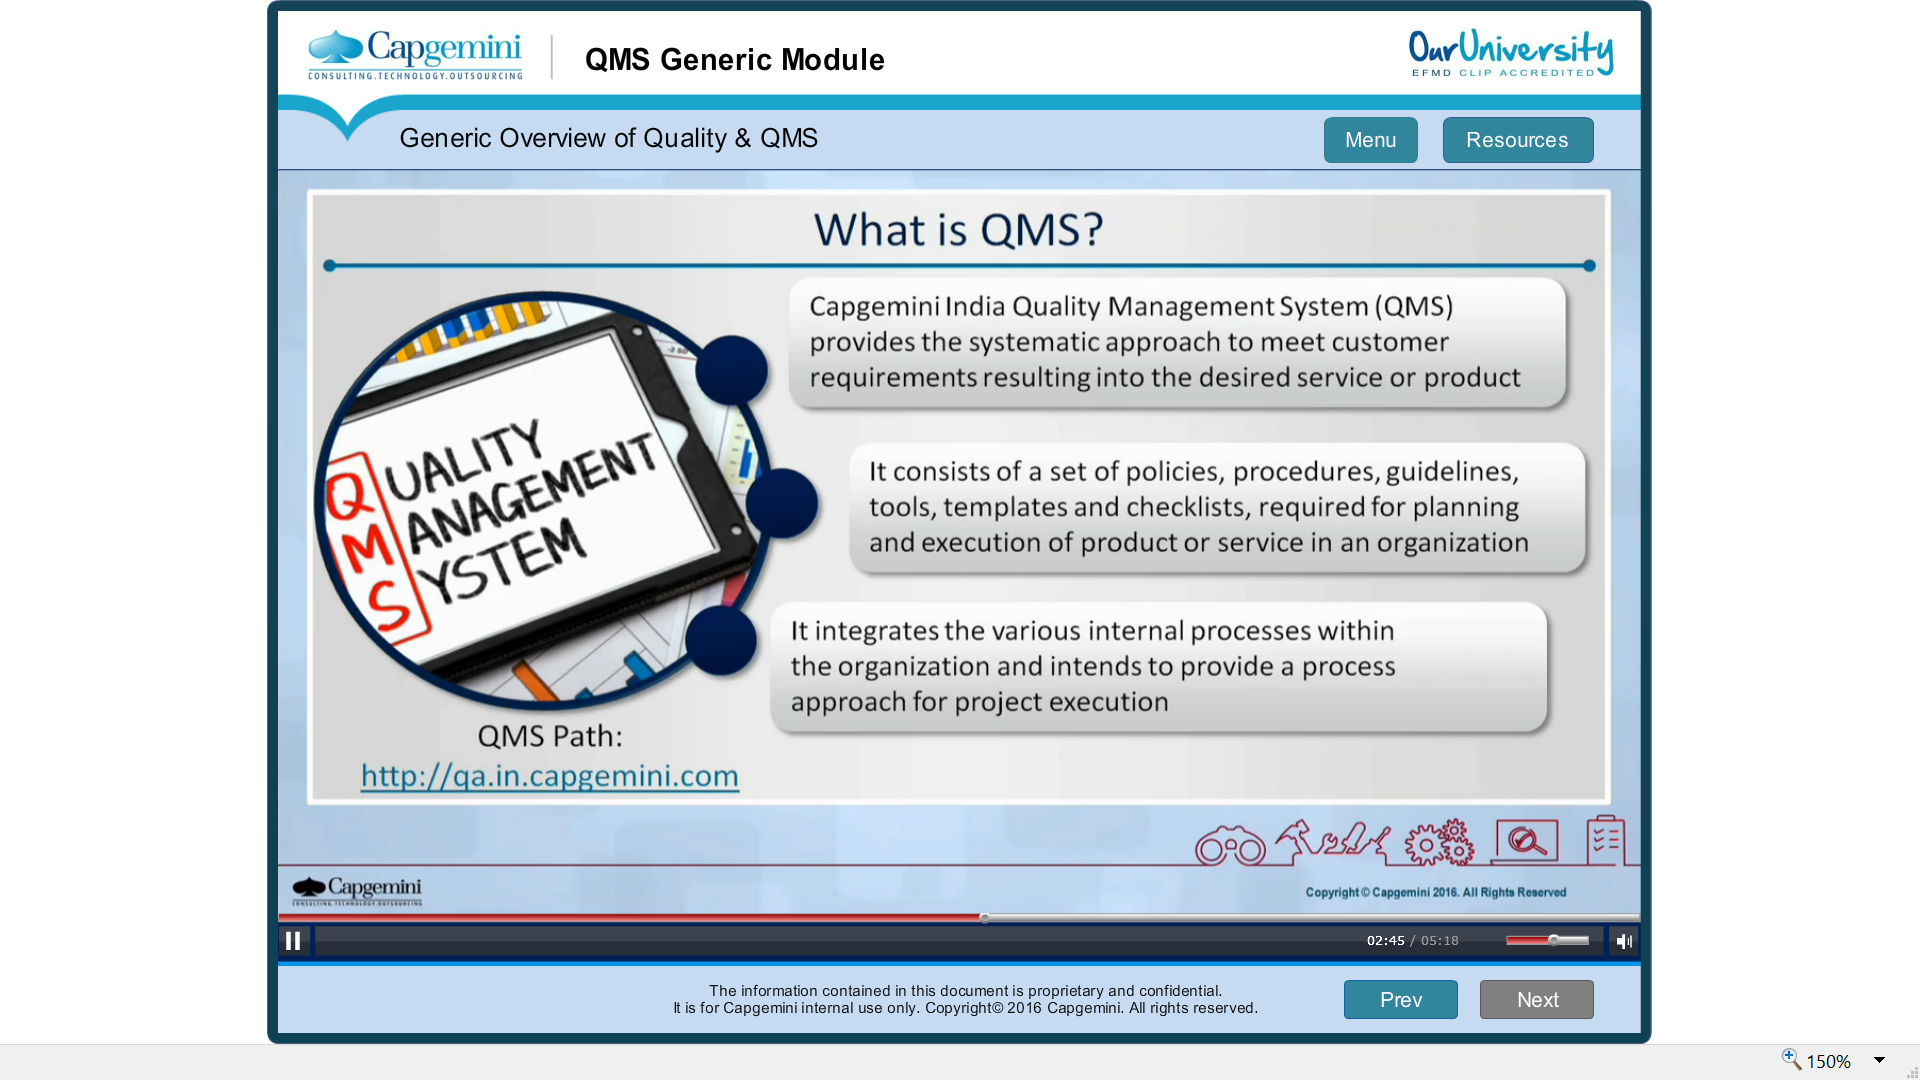 Capgemini
CONSULTING.TECHNOLOGY.OUTSOURCING
QMS Generic Module
OurUniversity
EFMD CLIP ACCREDITED
Generic Overview of Quality & QMS
Menu
Resources
What is QMS?
Capgemini India Quality Management System (QMS)
provides the systematic approach to meet customer
requirements resulting into the desired service or product
QUALITY
MANAGEMENT
SYSTEM
It consists of a set of policies, procedures, guidelines,
tools, templates and checklists, required for planning
and execution of product or service in an organization
It integrates the various internal processes within
the organization and intends to provide a process
approach for project execution
QMS Path:
http://qa.in.capgemini.com
Capgemini
CONSULTING.TECHNOLOGY.OUTSOURCING
Copyright © Capgemini 2016. All Rights Reserved
02:45 / 05:18
The information contained in this document is proprietary and confidential.
It is for Capgemini internal use only. Copyright© 2016 Capgemini. All rights reserved.
Prev
Next
150%